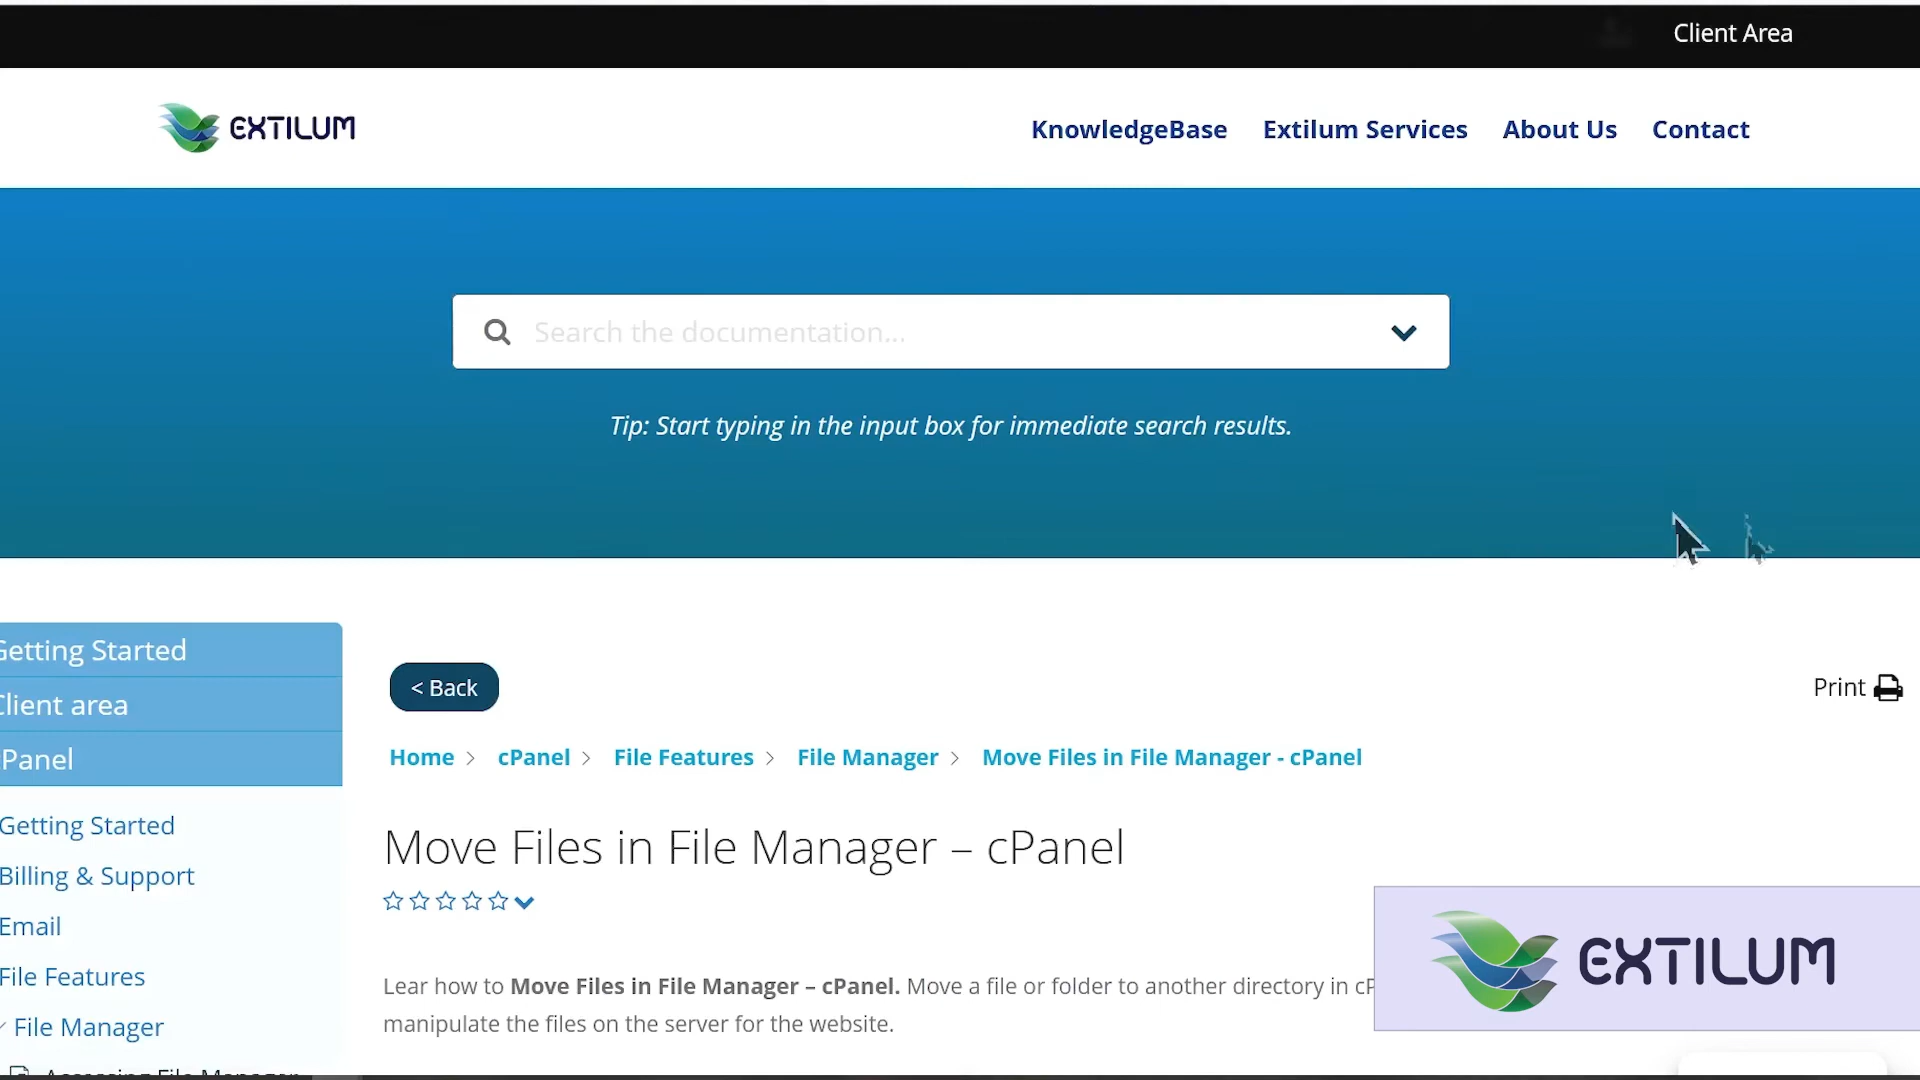 Client Area
EXTILUM
KnowledgeBase Extilum Services About Us Contact
Search the documentation...
Tip: Start typing in the input box for immediate search results.
Getting Started
Client area
Panel
Getting Started
Billing & Support
Email
File Features
File Manager
Accessing File Manager
< Back
Print
Home > cPanel > File Features > File Manager > Move Files in File Manager - cPanel
Move Files in File Manager – cPanel
Lear how to Move Files in File Manager – cPanel. Move a file or folder to another directory in cP
manipulate the files on the server for the website.
EXTILUM